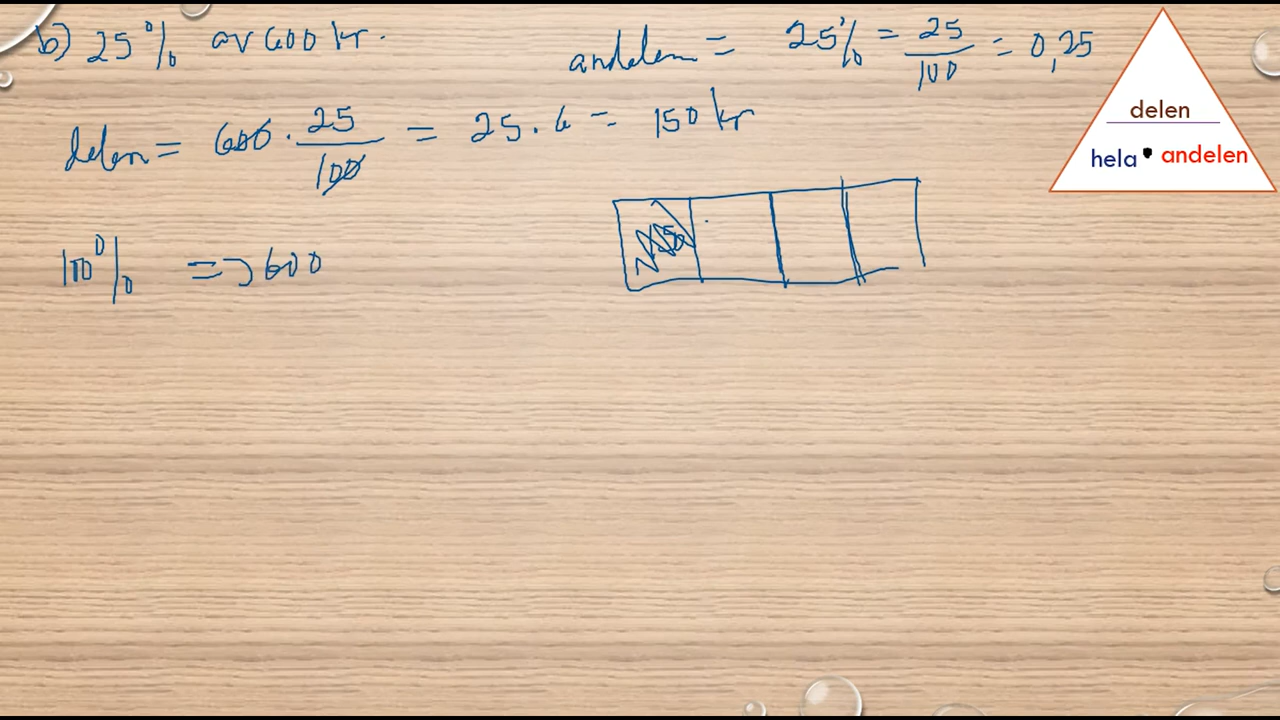 b) 25% av 600 kr.
andelen = 25% = 25/100 = 0,25
delen
hela • andelen
delen = 600 · 25/100 = 25 · 6 = 150 kr
100% => 600